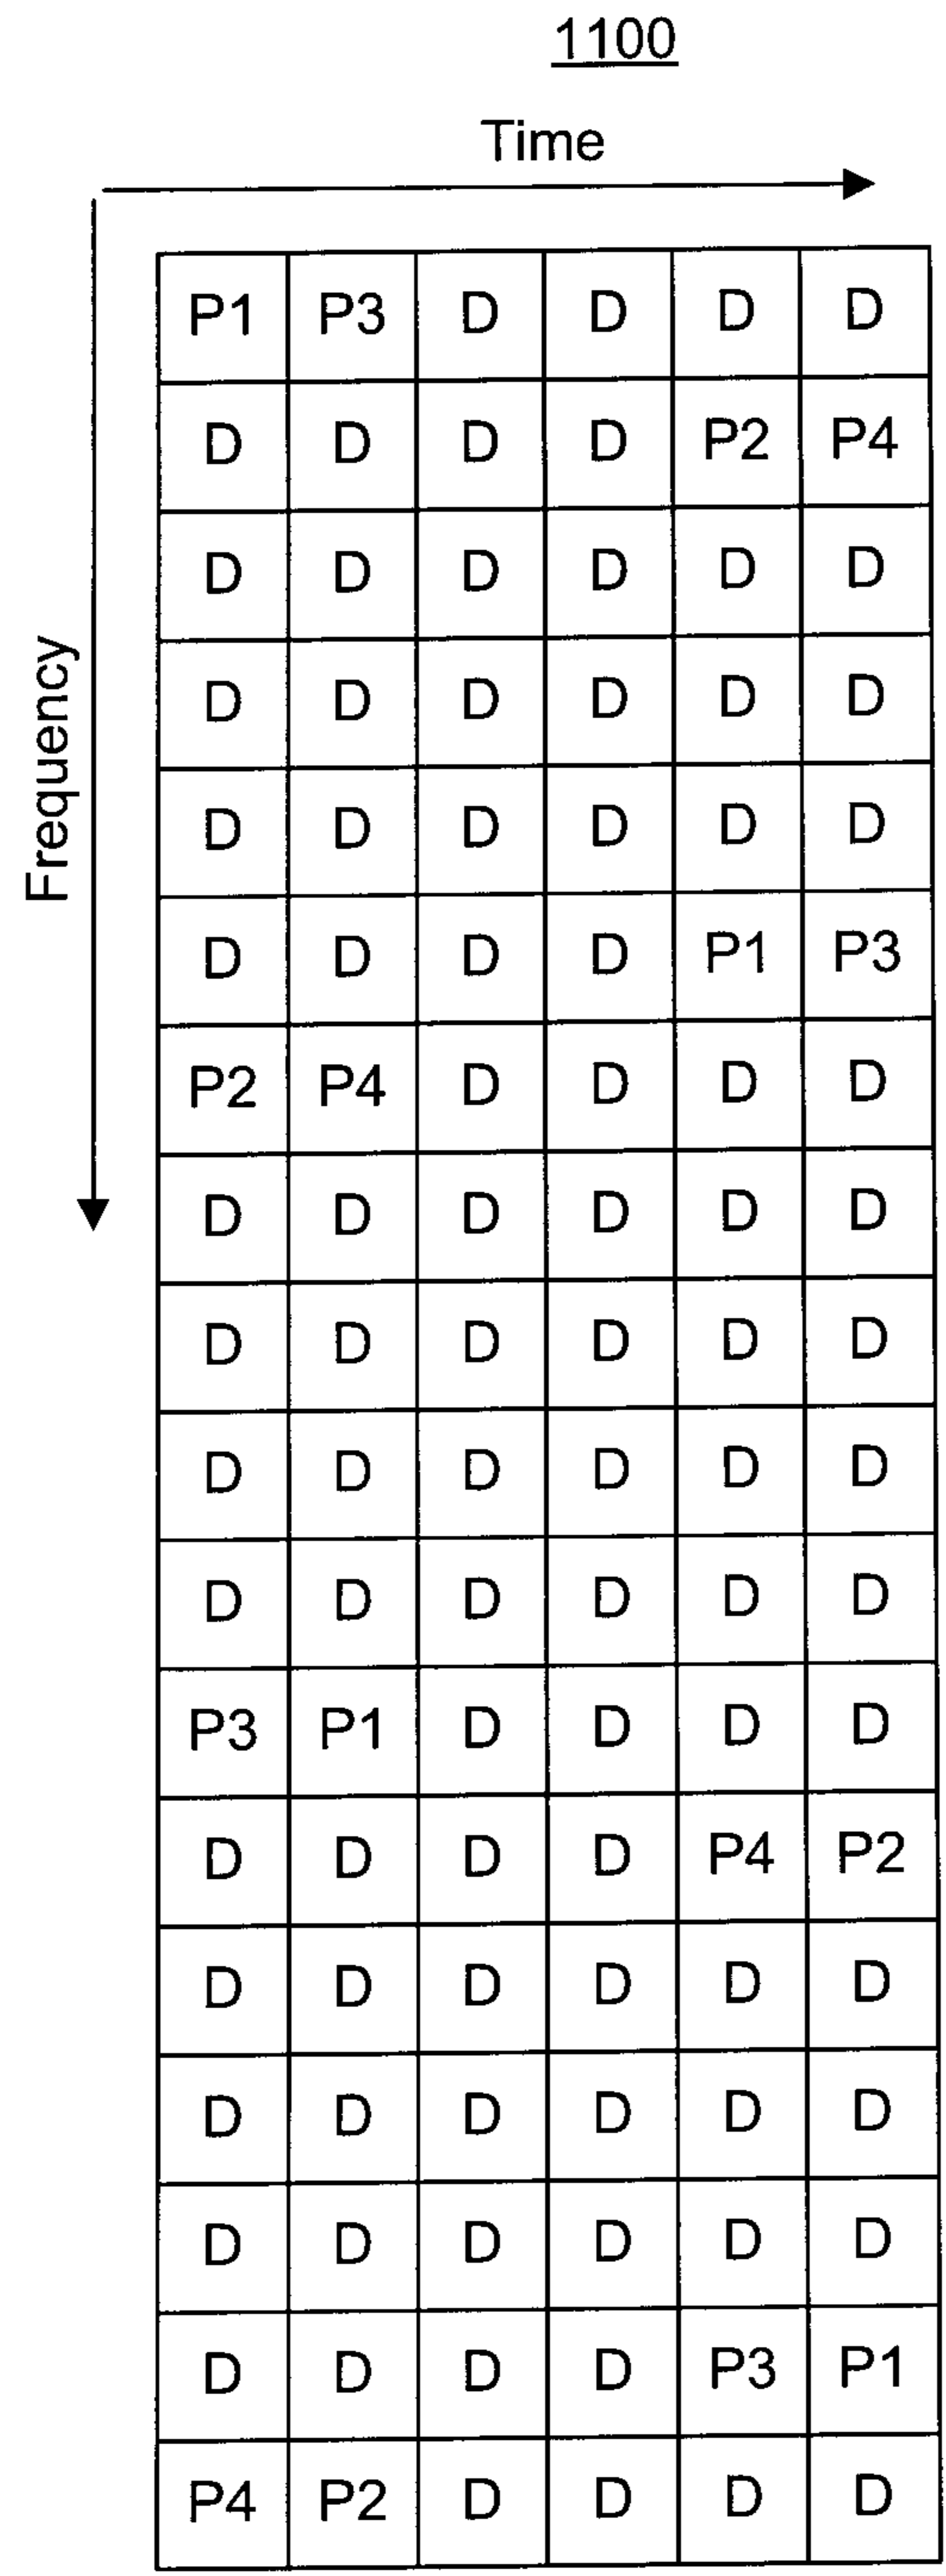 1100
Time
Frequency
P1 P3 D D D D
D D D D P2 P4
D D D D D D
D D D D D D
D D D D D D
D D D D P1 P3
P2 P4 D D D D
D D D D D D
D D D D D D
D D D D D D
D D D D D D
P3 P1 D D D D
D D D D P4 P2
D D D D D D
D D D D D D
D D D D D D
D D D D P3 P1
P4 P2 D D D D